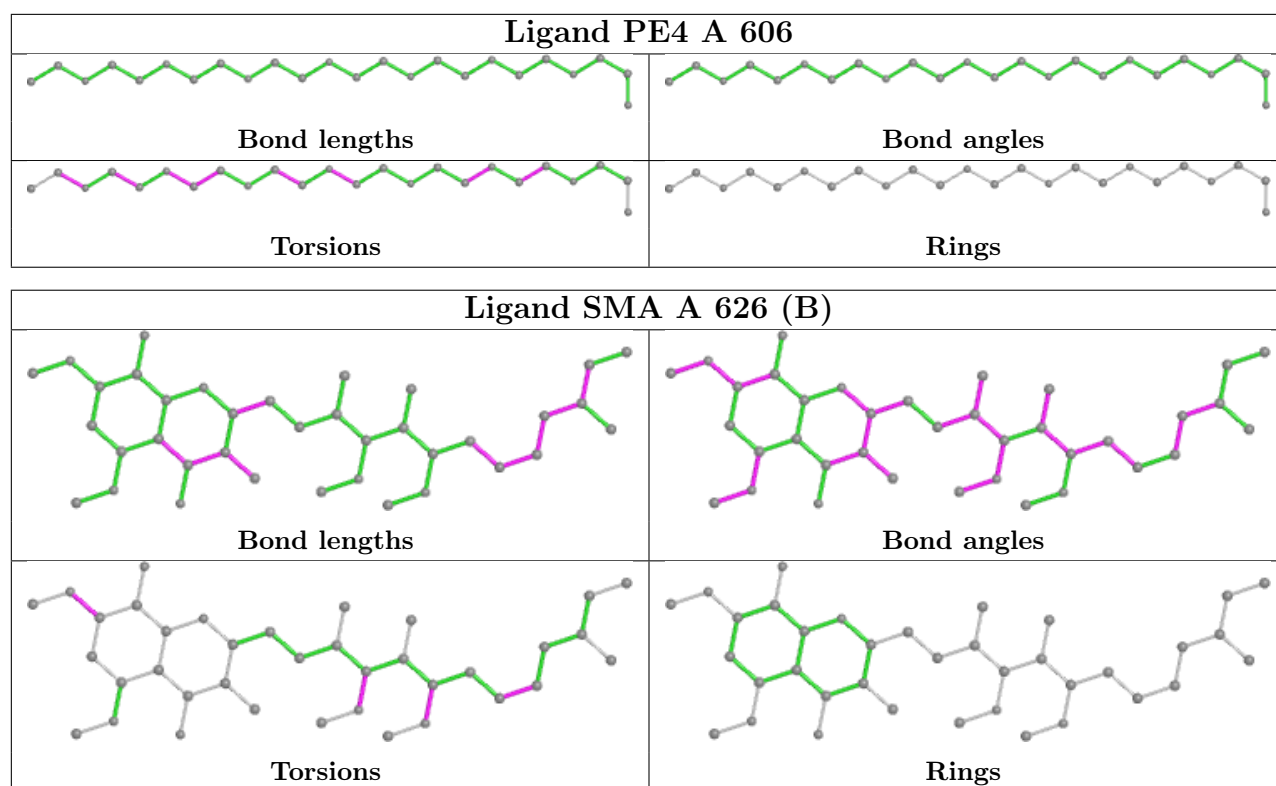 Ligand PE4 A 606
Bond lengths
Bond angles
Torsions
Rings
Ligand SMA A 626 (B)
Bond lengths
Bond angles
Torsions
Rings